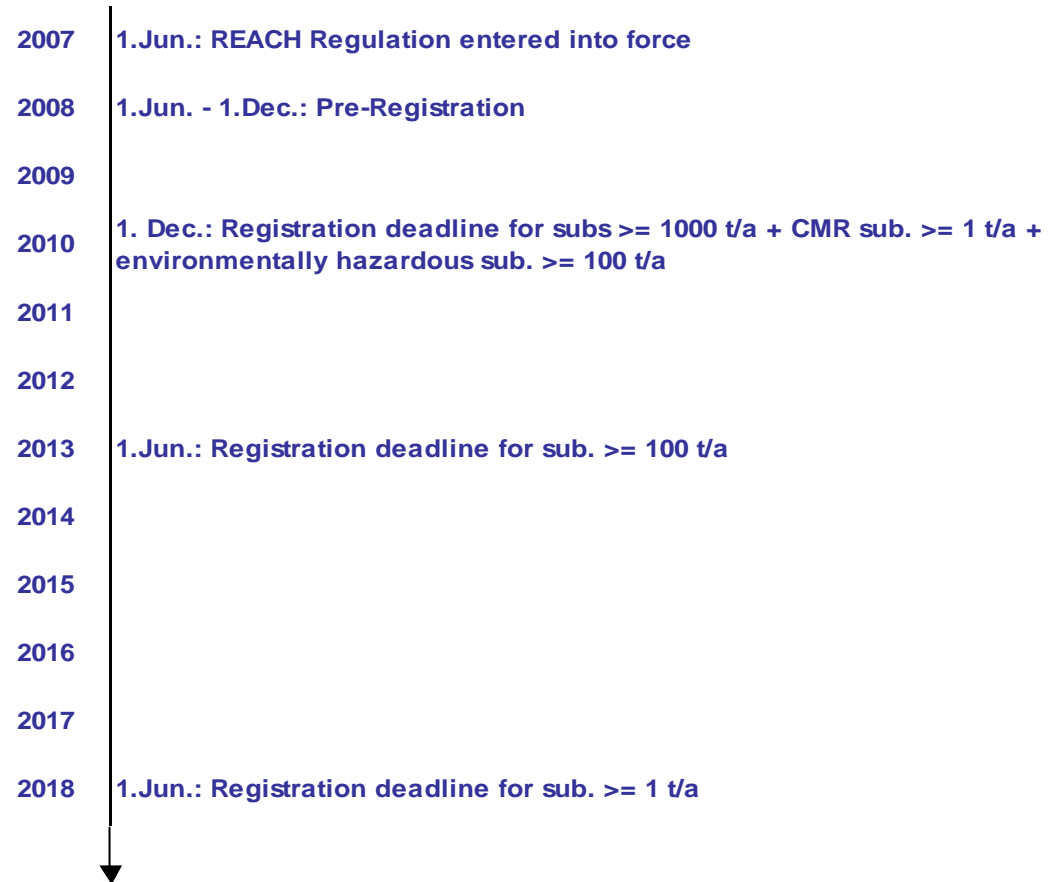 2007 1.Jun.: REACH Regulation entered into force
2008 1.Jun. - 1.Dec.: Pre-Registration
2009
2010 1. Dec.: Registration deadline for subs >= 1000 t/a + CMR sub. >= 1 t/a +
environmentally hazardous sub. >= 100 t/a
2011
2012
2013 1.Jun.: Registration deadline for sub. >= 100 t/a
2014
2015
2016
2017
2018 1.Jun.: Registration deadline for sub. >= 1 t/a